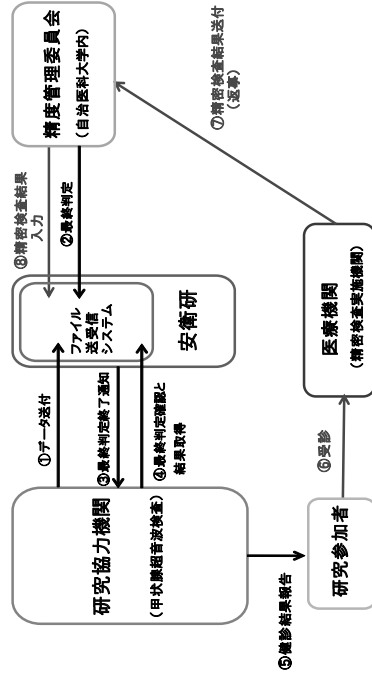 研究協力機関
(甲状腺超音波検査)
①データ送付
③最終判定終了通知
④最終判定確認と
結果取得
ファイル
送受信
システム
安衛研
⑧精密検査結果
入力
②最終判定
精度管理委員会
(自治医科大学内)
⑤健診結果報告
研究参加者
⑥受診
医療機関
(精密検査実施機関)
⑦精密検査結果送付
(返事)